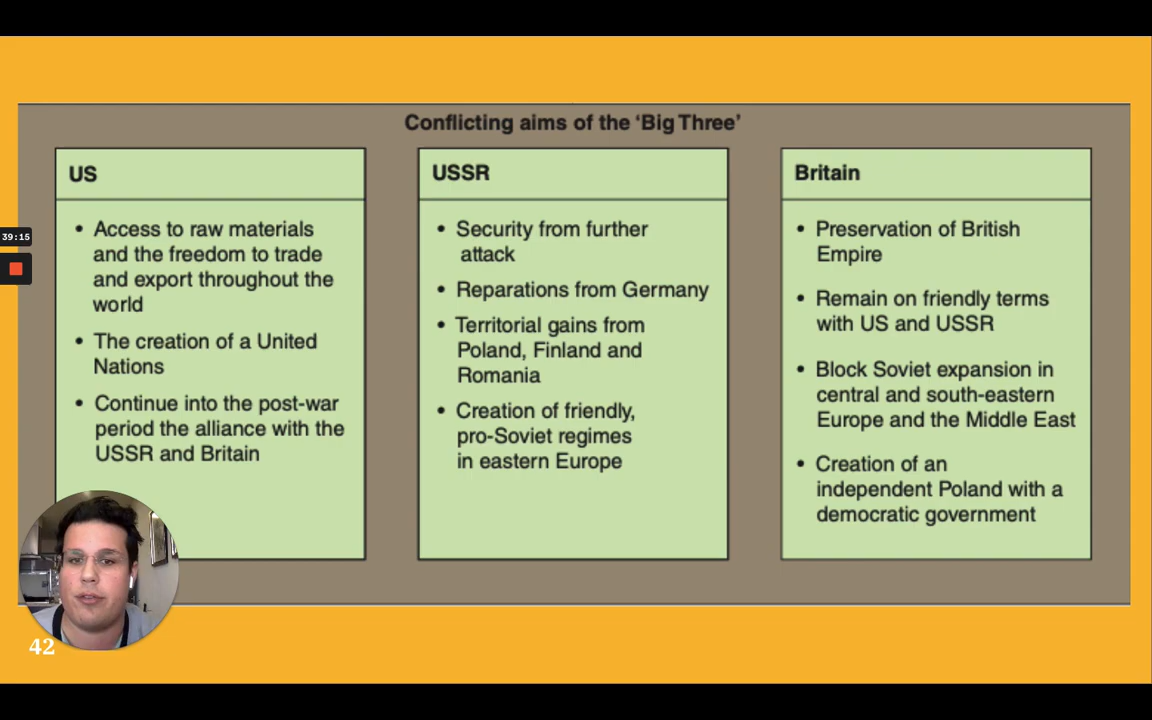 Conflicting aims of the ‘Big Three’
US
• Access to raw materials
and the freedom to trade
and export throughout the
world
• The creation of a United
Nations
• Continue into the post-war
period the alliance with the
USSR and Britain
USSR
• Security from further
attack
• Reparations from Germany
• Territorial gains from
Poland, Finland and
Romania
• Creation of friendly,
pro-Soviet regimes
in eastern Europe
Britain
• Preservation of British
Empire
• Remain on friendly terms
with US and USSR
• Block Soviet expansion in
central and south-eastern
Europe and the Middle East
• Creation of an
independent Poland with a
democratic government
39:15
42